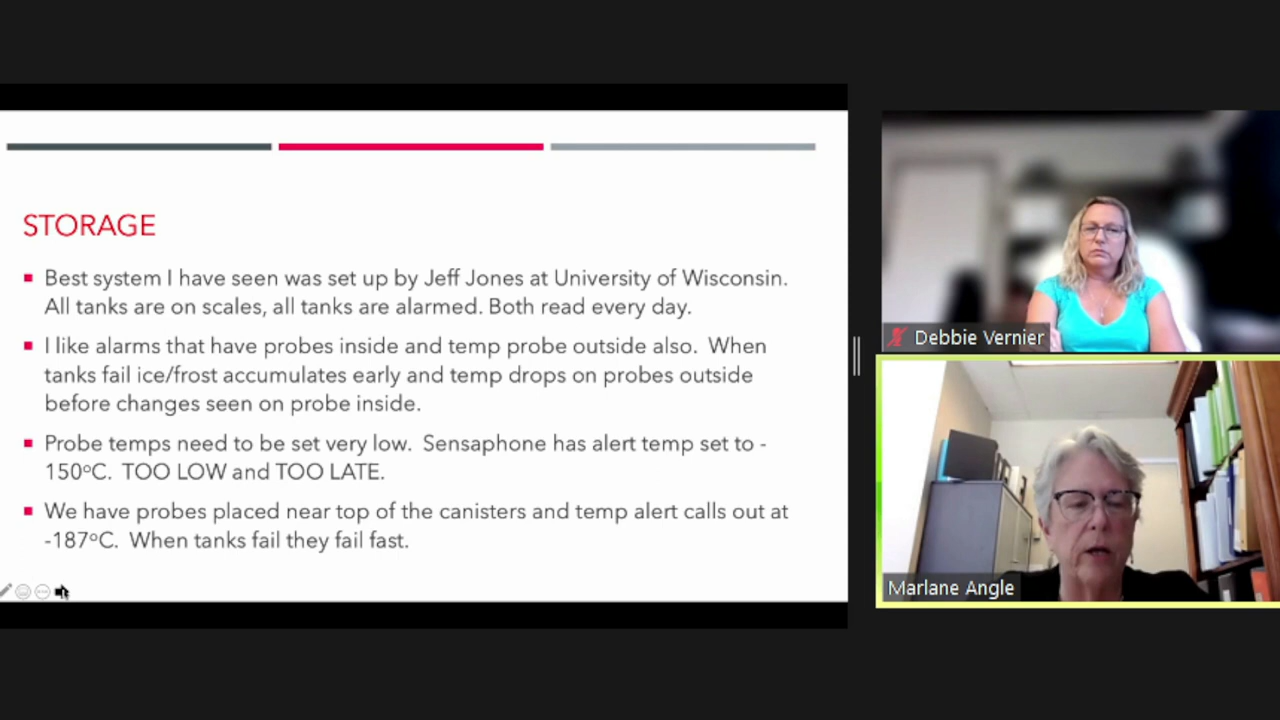 STORAGE
Best system I have seen was set up by Jeff Jones at University of Wisconsin.
All tanks are on scales, all tanks are alarmed. Both read every day.
I like alarms that have probes inside and temp probe outside also. When
tanks fail ice/frost accumulates early and temp drops on probes outside
before changes seen on probe inside.
Probe temps need to be set very low. Sensaphone has alert temp set to -
150°C. TOO LOW and TOO LATE.
We have probes placed near top of the canisters and temp alert calls out at
-187°C. When tanks fail they fail fast.
Debbie Vernier
Marlane Angle